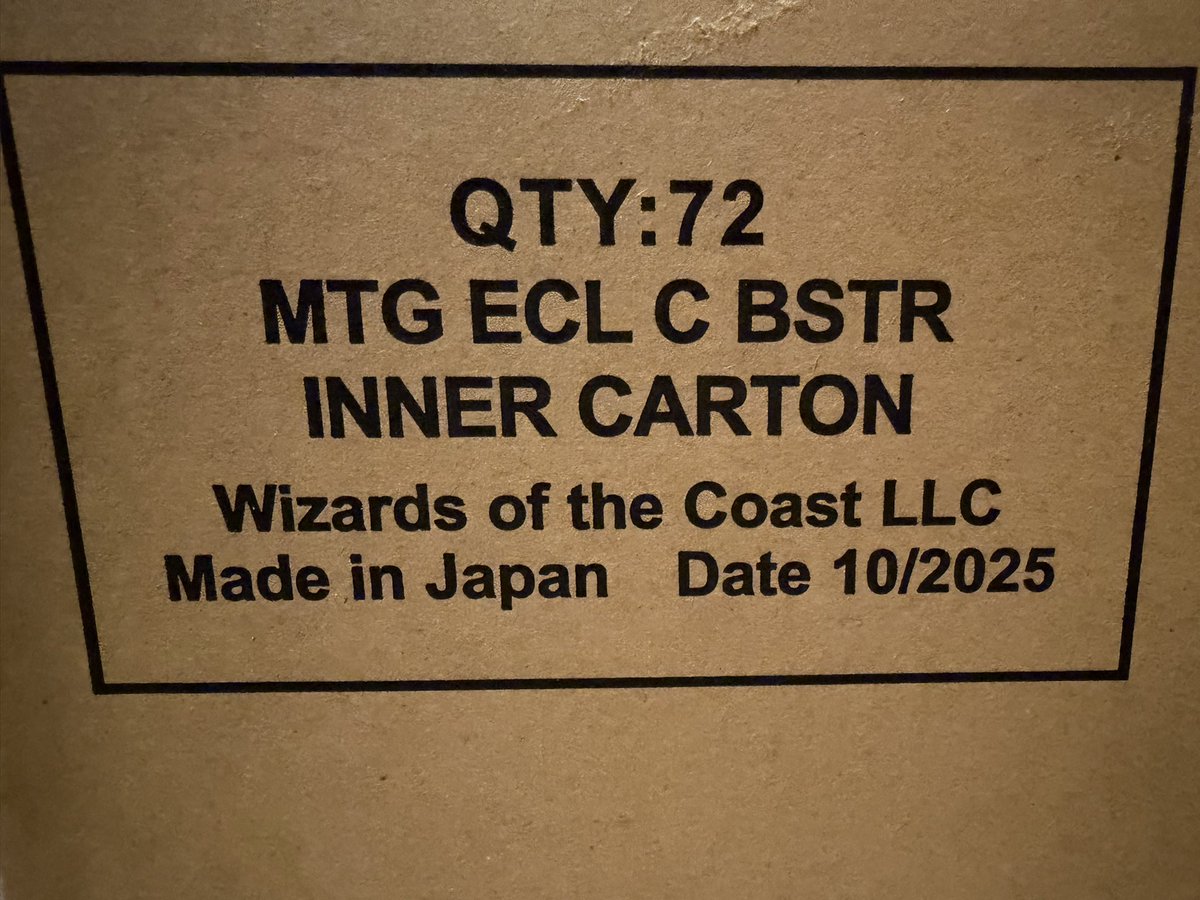 QTY:72
MTG ECL C BSTR
INNER CARTON
Wizards of the Coast LLC
Made in Japan Date 10/2025